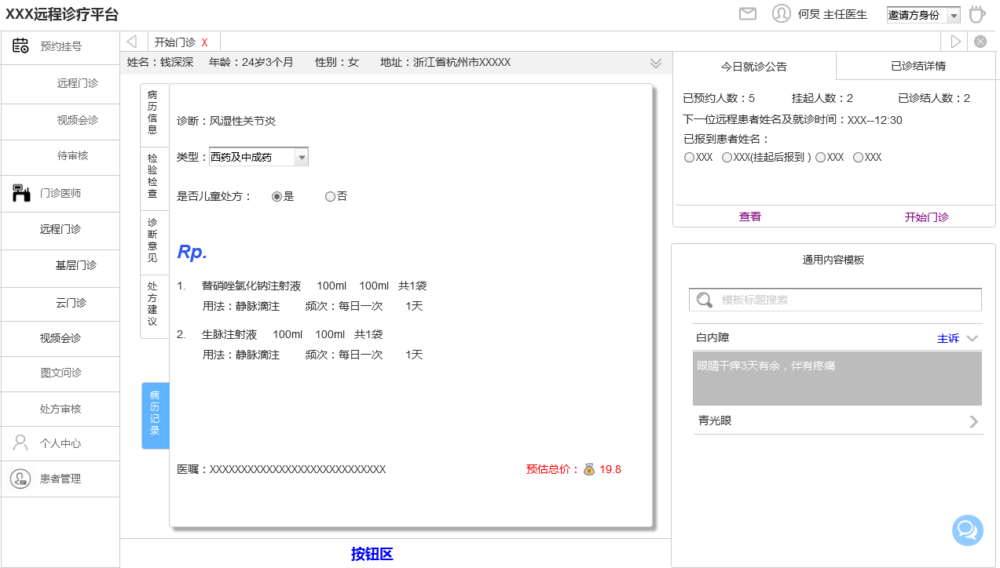 XXX远程诊疗平台
何炅 主任医生
邀请方身份
预约挂号
远程门诊
视频会诊
待审核
门诊医师
远程门诊
基层门诊
云门诊
视频会诊
图文问诊
处方审核
个人中心
患者管理
开始门诊 X
姓名：钱深深 年龄：24岁3个月 性别：女 地址：浙江省杭州市XXXXX
病历信息
检验检查
诊断意见
处方建议
病历记录
诊断：风湿性关节炎
类型：西药及中成药
是否儿童处方： 是 否
Rp.
1. 替硝唑氯化钠注射液 100ml 100ml 共1袋
用法：静脉滴注 频次：每日一次 1天
2. 生脉注射液 100ml 100ml 共1袋
用法：静脉滴注 频次：每日一次 1天
医嘱：XXXXXXXXXXXXXXXXXXXXXXXXXXXX
预估总价： 19.8
按钮区
今日就诊公告 已诊结详情
已预约人数：5 挂起人数：2 已诊结人数：2
下一位远程患者姓名及就诊时间：XXX--12:30
已报到患者姓名：
XXX XXX(挂起后报到） XXX XXX
查看 开始门诊
通用内容模板
模板标题搜索
白内障 主诉
眼睛干痒3天有余，伴有疼痛
青光眼